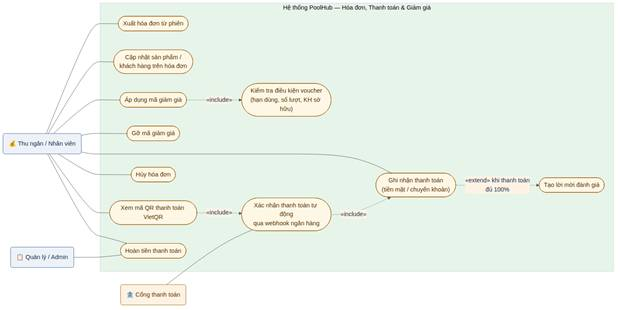 Hệ thống PoolHub — Hóa đơn, Thanh toán & Giảm giá
Xuất hóa đơn từ phiên
Cập nhật sản phẩm /
khách hàng trên hóa đơn
Áp dụng mã giảm giá
«include»
Kiểm tra điều kiện voucher
(hạn dùng, số lượt, KH sở
hữu)
Gỡ mã giảm giá
💰 Thu ngân / Nhân viên
Hủy hóa đơn
Ghi nhận thanh toán
(tiền mặt / chuyển khoản)
«extend» khi thanh toán
đủ 100%
Tạo lời mời đánh giá
Xem mã QR thanh toán
VietQR
«include»
Xác nhận thanh toán tự
động
qua webhook ngân hàng
«include»
Hoàn tiền thanh toán
📋 Quản lý / Admin
🏦 Cổng thanh toán